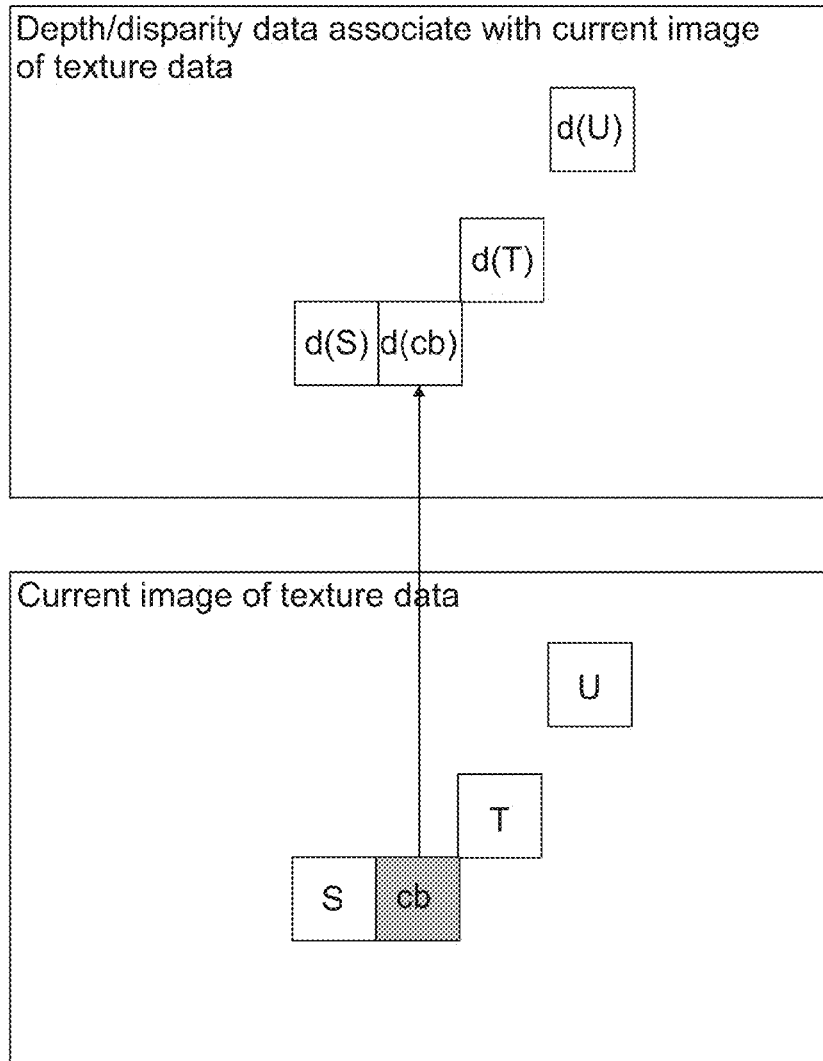 Depth/disparity data associate with current image
of texture data
d(U)
d(T)
d(S) d(cb)
Current image of texture data
U
T
S cb